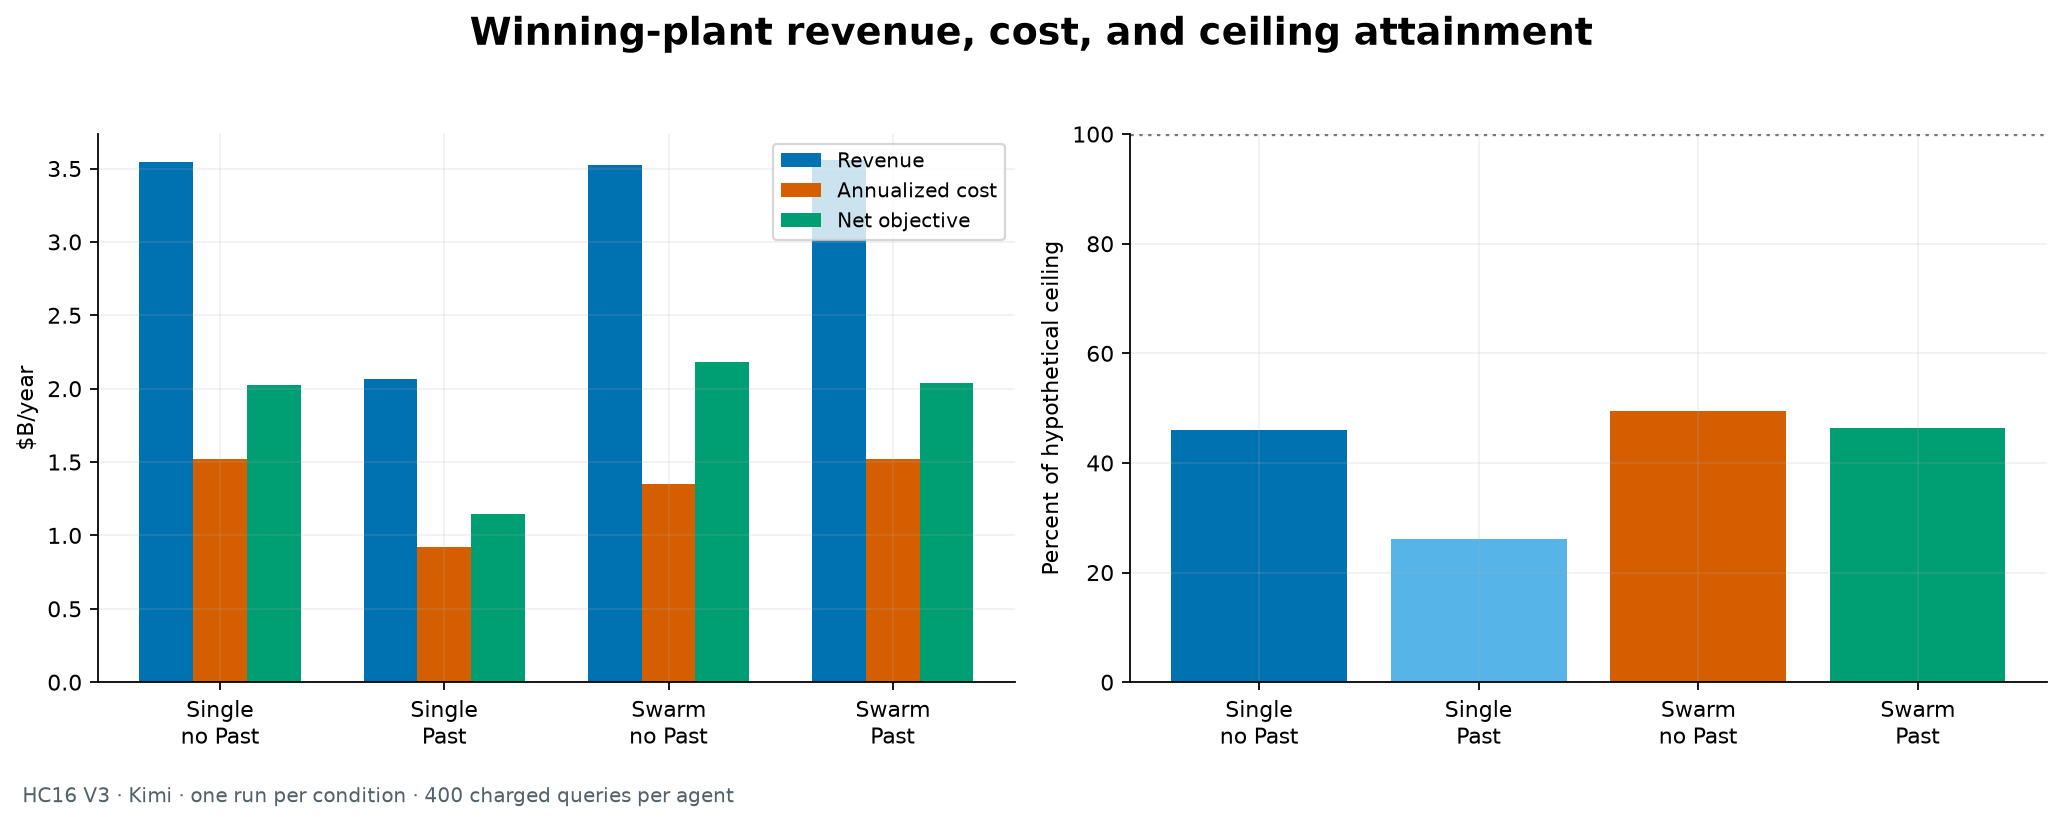 Winning-plant revenue, cost, and ceiling attainment
$B/year
3.5
3.0
2.5
2.0
1.5
1.0
0.5
0.0
Revenue
Annualized cost
Net objective
Single
no Past
Single
Past
Swarm
no Past
Swarm
Past
Percent of hypothetical ceiling
100
80
60
40
20
0
Single
no Past
Single
Past
Swarm
no Past
Swarm
Past
HC16 V3 · Kimi · one run per condition · 400 charged queries per agent